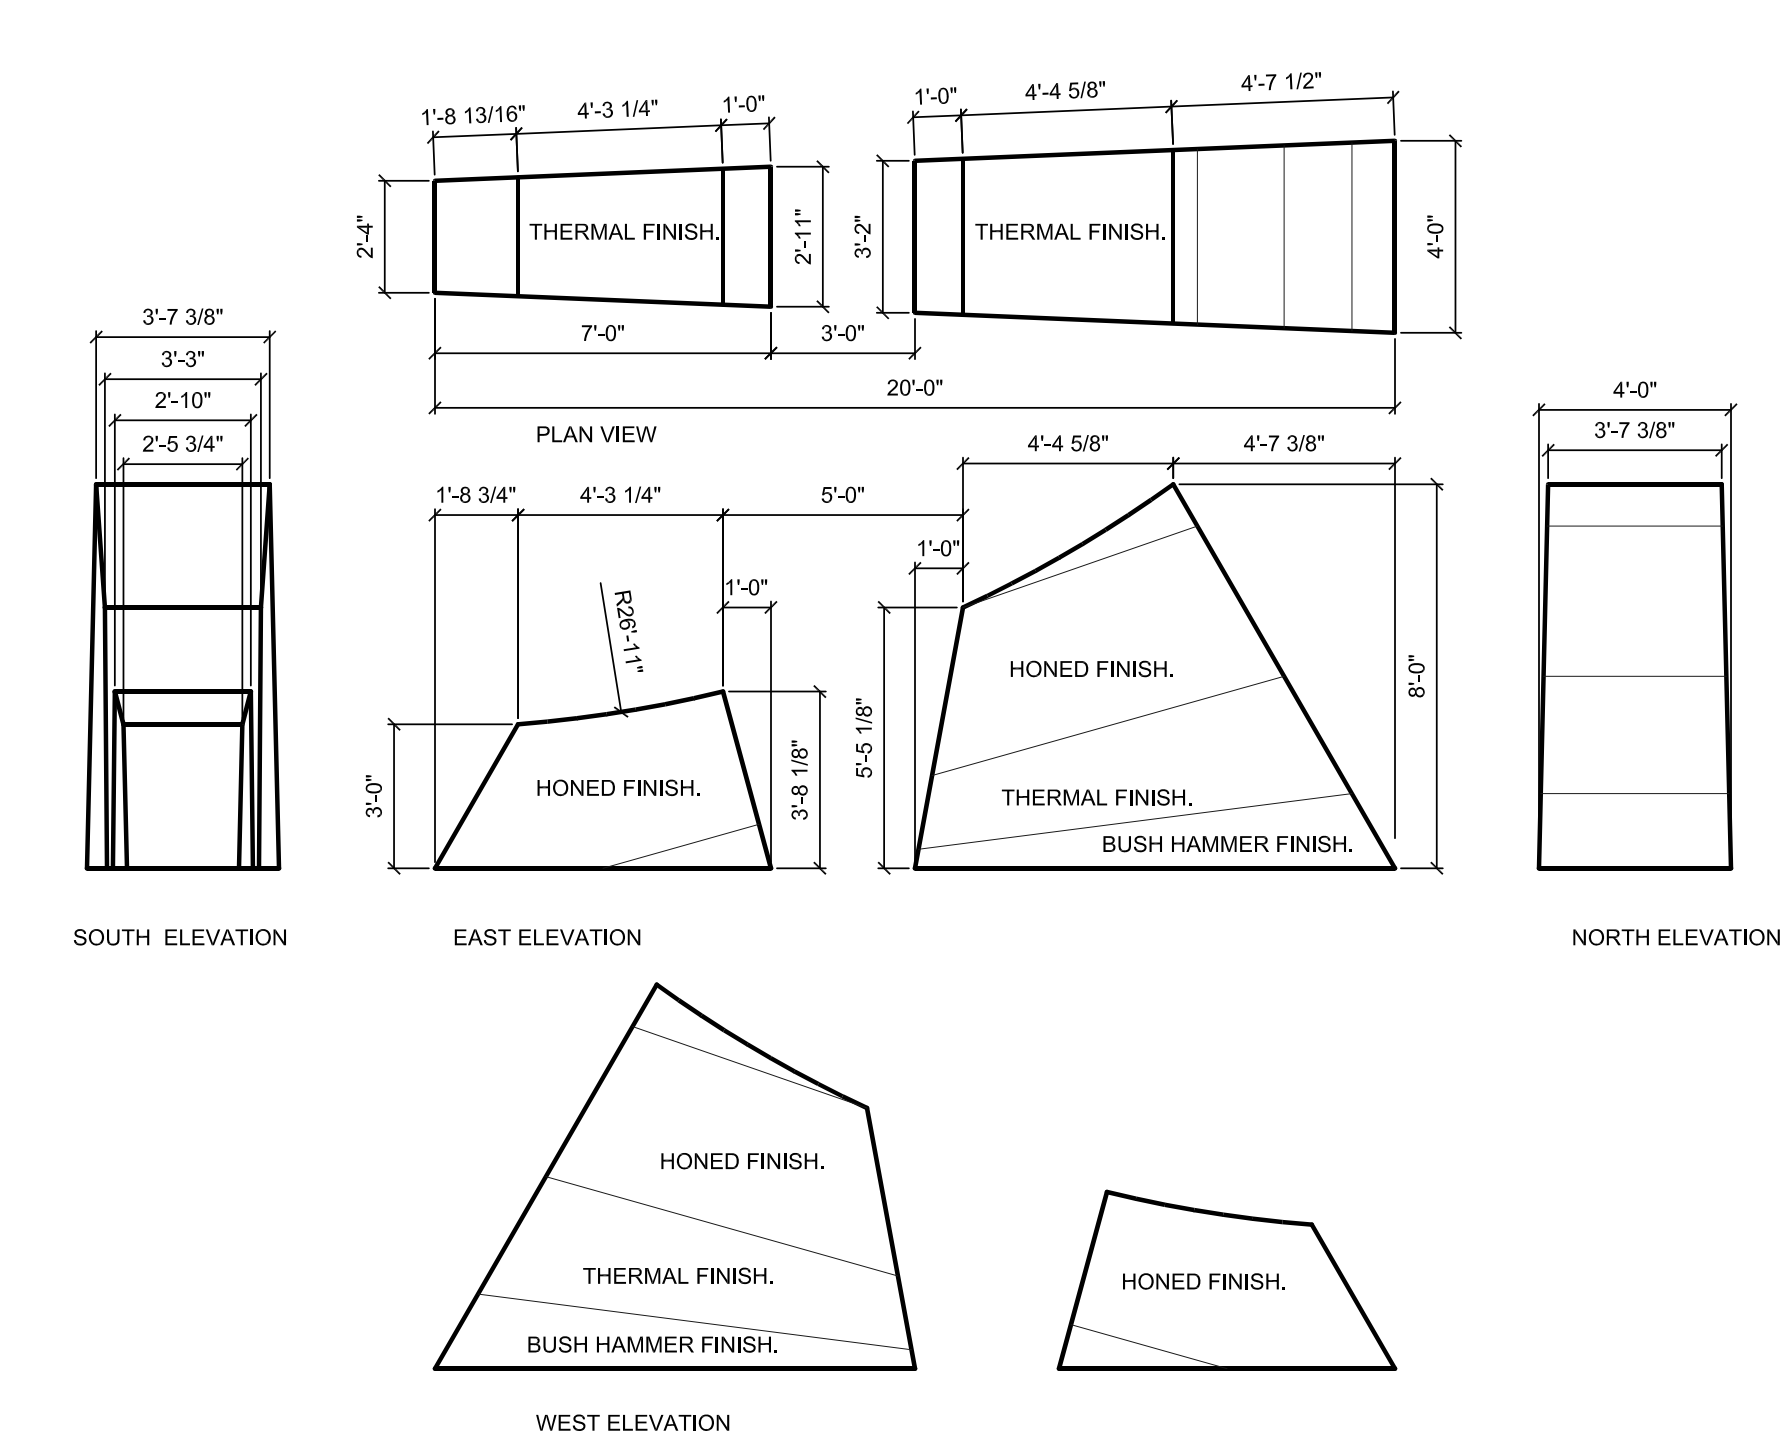 1'-8 13/16" 4'-3 1/4" 1'-0" 1'-0" 4'-4 5/8" 4'-7 1/2"
2'-4" THERMAL FINISH. 2'-11" 3'-2" THERMAL FINISH. 4'-0"
7'-0" 3'-0"
20'-0"
PLAN VIEW
3'-7 3/8"
3'-3"
2'-10"
2'-5 3/4"
SOUTH ELEVATION
1'-8 3/4" 4'-3 1/4" 5'-0" 4'-4 5/8" 4'-7 3/8"
1'-0" 1'-0"
R26'-11"
3'-0" HONED FINISH. 3'-8 1/8"
5'-5 1/8" HONED FINISH. 8'-0"
THERMAL FINISH.
BUSH HAMMER FINISH.
EAST ELEVATION
4'-0"
3'-7 3/8"
NORTH ELEVATION
HONED FINISH.
THERMAL FINISH.
BUSH HAMMER FINISH.
HONED FINISH.
WEST ELEVATION